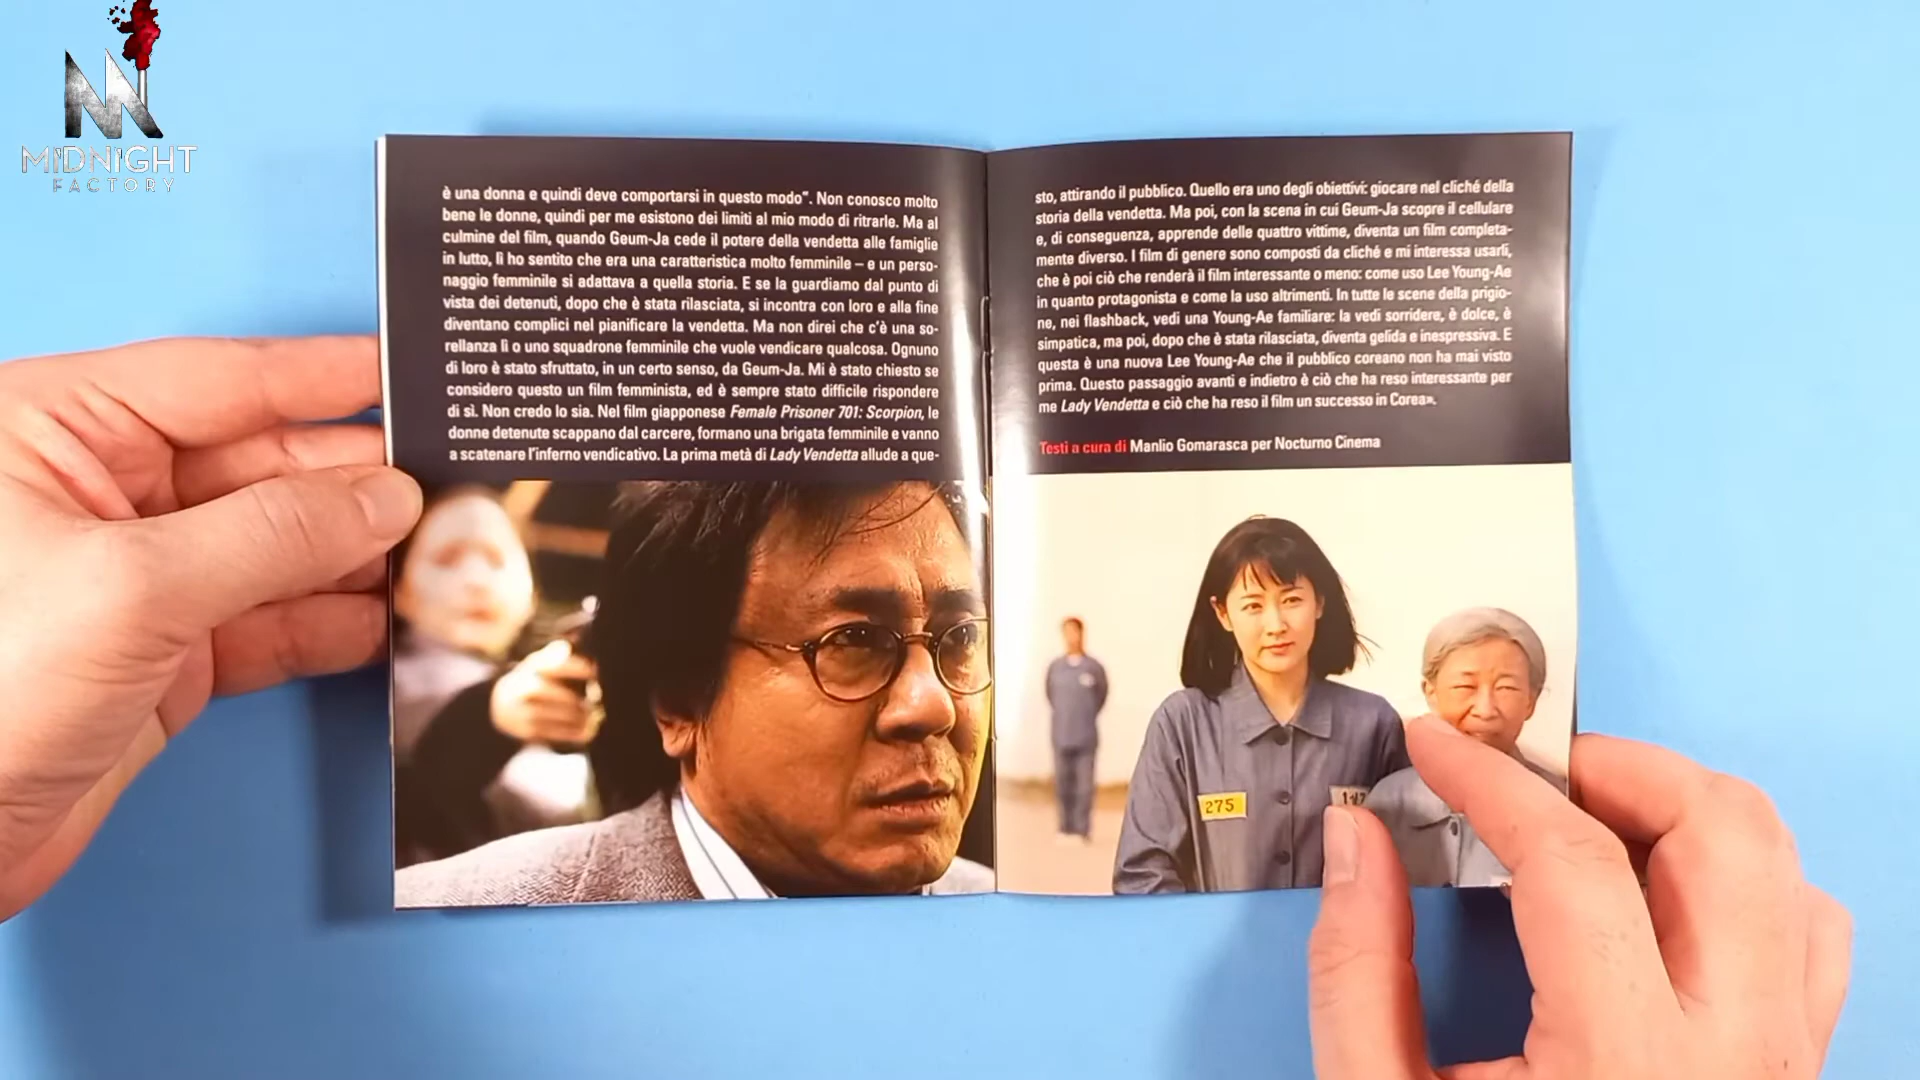 MIDNIGHT
FACTORY
è una donna e quindi deve comportarsi in questo modo". Non conosco molto
bene le donne, quindi per me esistono dei limiti al mio modo di ritrarle. Ma al
culmine del film, quando Geum-Ja cede il potere della vendetta alle famiglie
in lutto, lì ho sentito che era una caratteristica molto femminile – e un perso-
naggio femminile si adattava a quella storia. E se la guardiamo dal punto di
vista dei detenuti, dopo che è stata rilasciata, si incontra con loro e alla fine
diventano complici nel pianificare la vendetta. Ma non direi che c'è una so-
rellanza lì o uno squadrone femminile che vuole vendicare qualcosa. Ognuno
di loro è stato sfruttato, in un certo senso, da Geum-Ja. Mi è stato chiesto se
considero questo un film femminista, ed è sempre stato difficile rispondere
di sì. Non credo lo sia. Nel film giapponese Female Prisoner 701: Scorpion, le
donne detenute scappano dal carcere, formano una brigata femminile e vanno
a scatenare l'inferno vendicativo. La prima metà di Lady Vendetta allude a que-
sto, attirando il pubblico. Quello era uno degli obiettivi: giocare nel cliché della
storia della vendetta. Ma poi, con la scena in cui Geum-Ja scopre il cellulare
e, di conseguenza, apprende delle quattro vittime, diventa un film completa-
mente diverso. I film di genere sono composti da cliché e mi interessa usarli,
che è poi ciò che renderà il film interessante o meno: come uso Lee Young-Ae
in quanto protagonista e come la uso altrimenti. In tutte le scene della prigio-
ne, nei flashback, vedi una Young-Ae familiare: la vedi sorridere, è dolce, è
simpatica, ma poi, dopo che è stata rilasciata, diventa gelida e inespressiva. E
questa è una nuova Lee Young-Ae che il pubblico coreano non ha mai visto
prima. Questo passaggio avanti e indietro è ciò che ha reso interessante per
me Lady Vendetta e ciò che ha reso il film un successo in Corea».
Testi a cura di Manlio Gomarasca per Nocturno Cinema
275